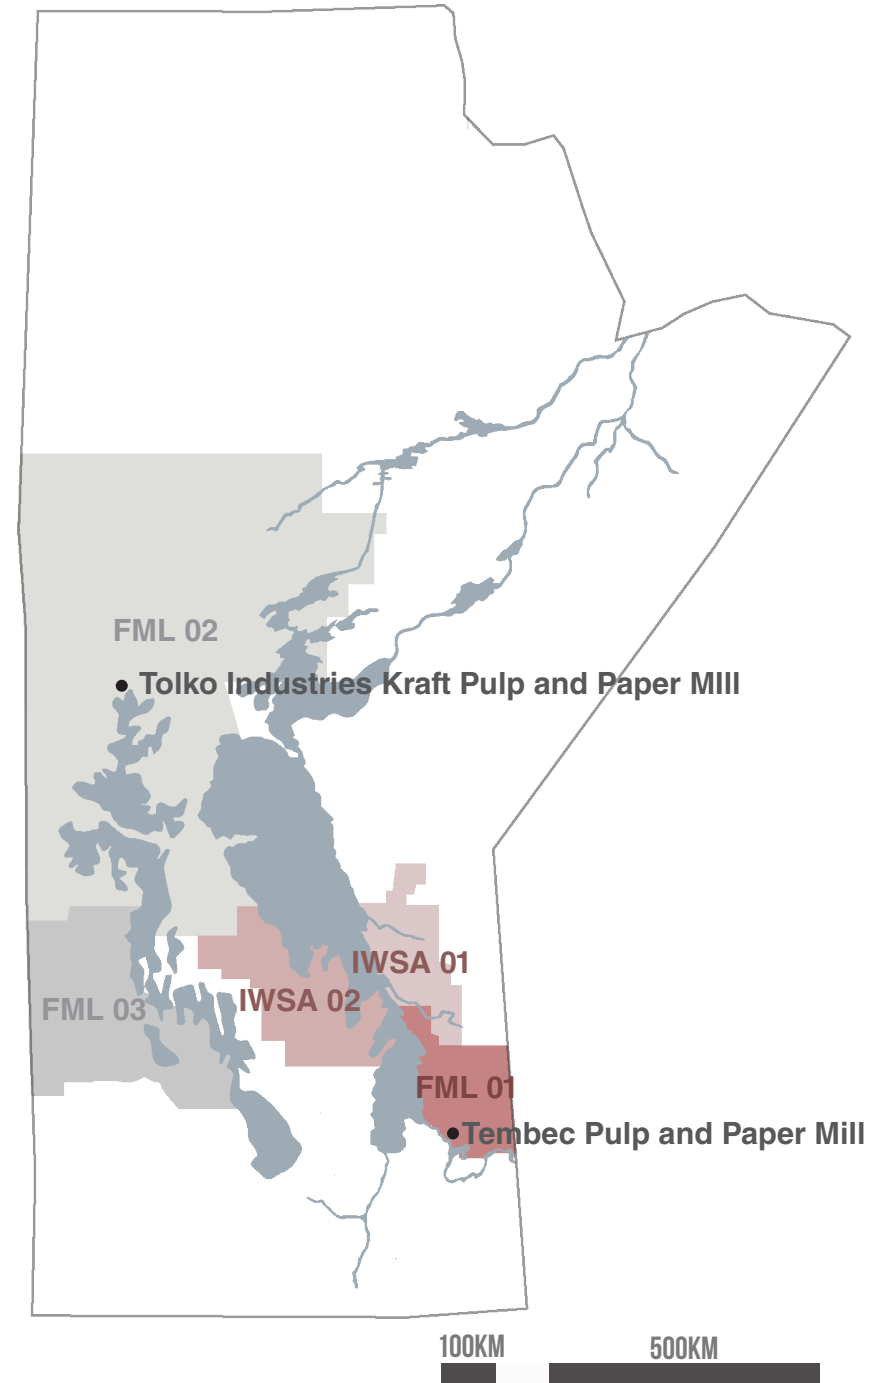 FML 02
Tolko Industries Kraft Pulp and Paper MIll
IWSA 01
IWSA 02
FML 03
FML 01
Tembec Pulp and Paper Mill
100KM
500KM